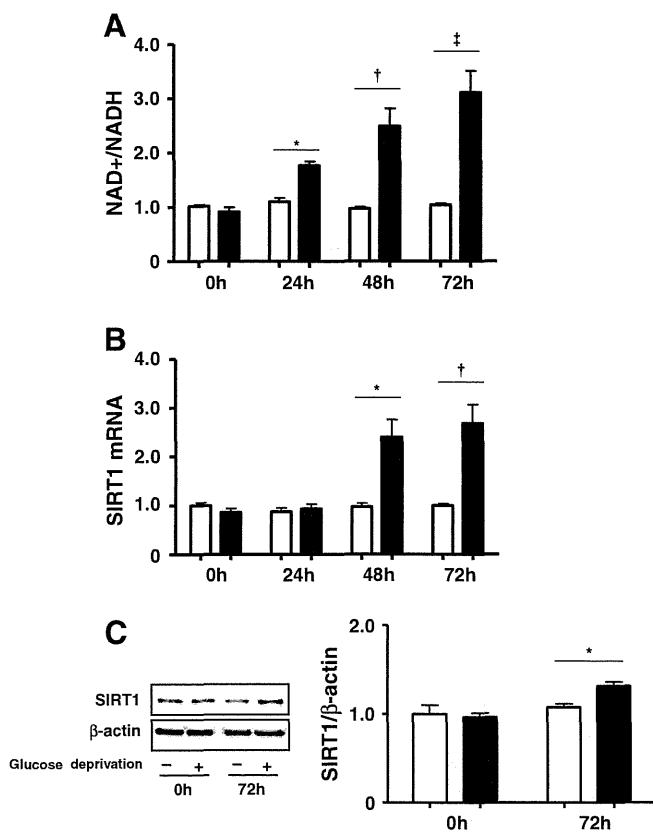 A
NAD+/NADH
4.0
3.0
2.0
1.0
0
*
†
‡
0h 24h 48h 72h
B
SIRT1 mRNA
4.0
3.0
2.0
1.0
0
*
†
0h 24h 48h 72h
C
SIRT1
β-actin
Glucose deprivation − + − +
0h 72h
SIRT1/β-actin
2.0
1.0
0
*
0h 72h